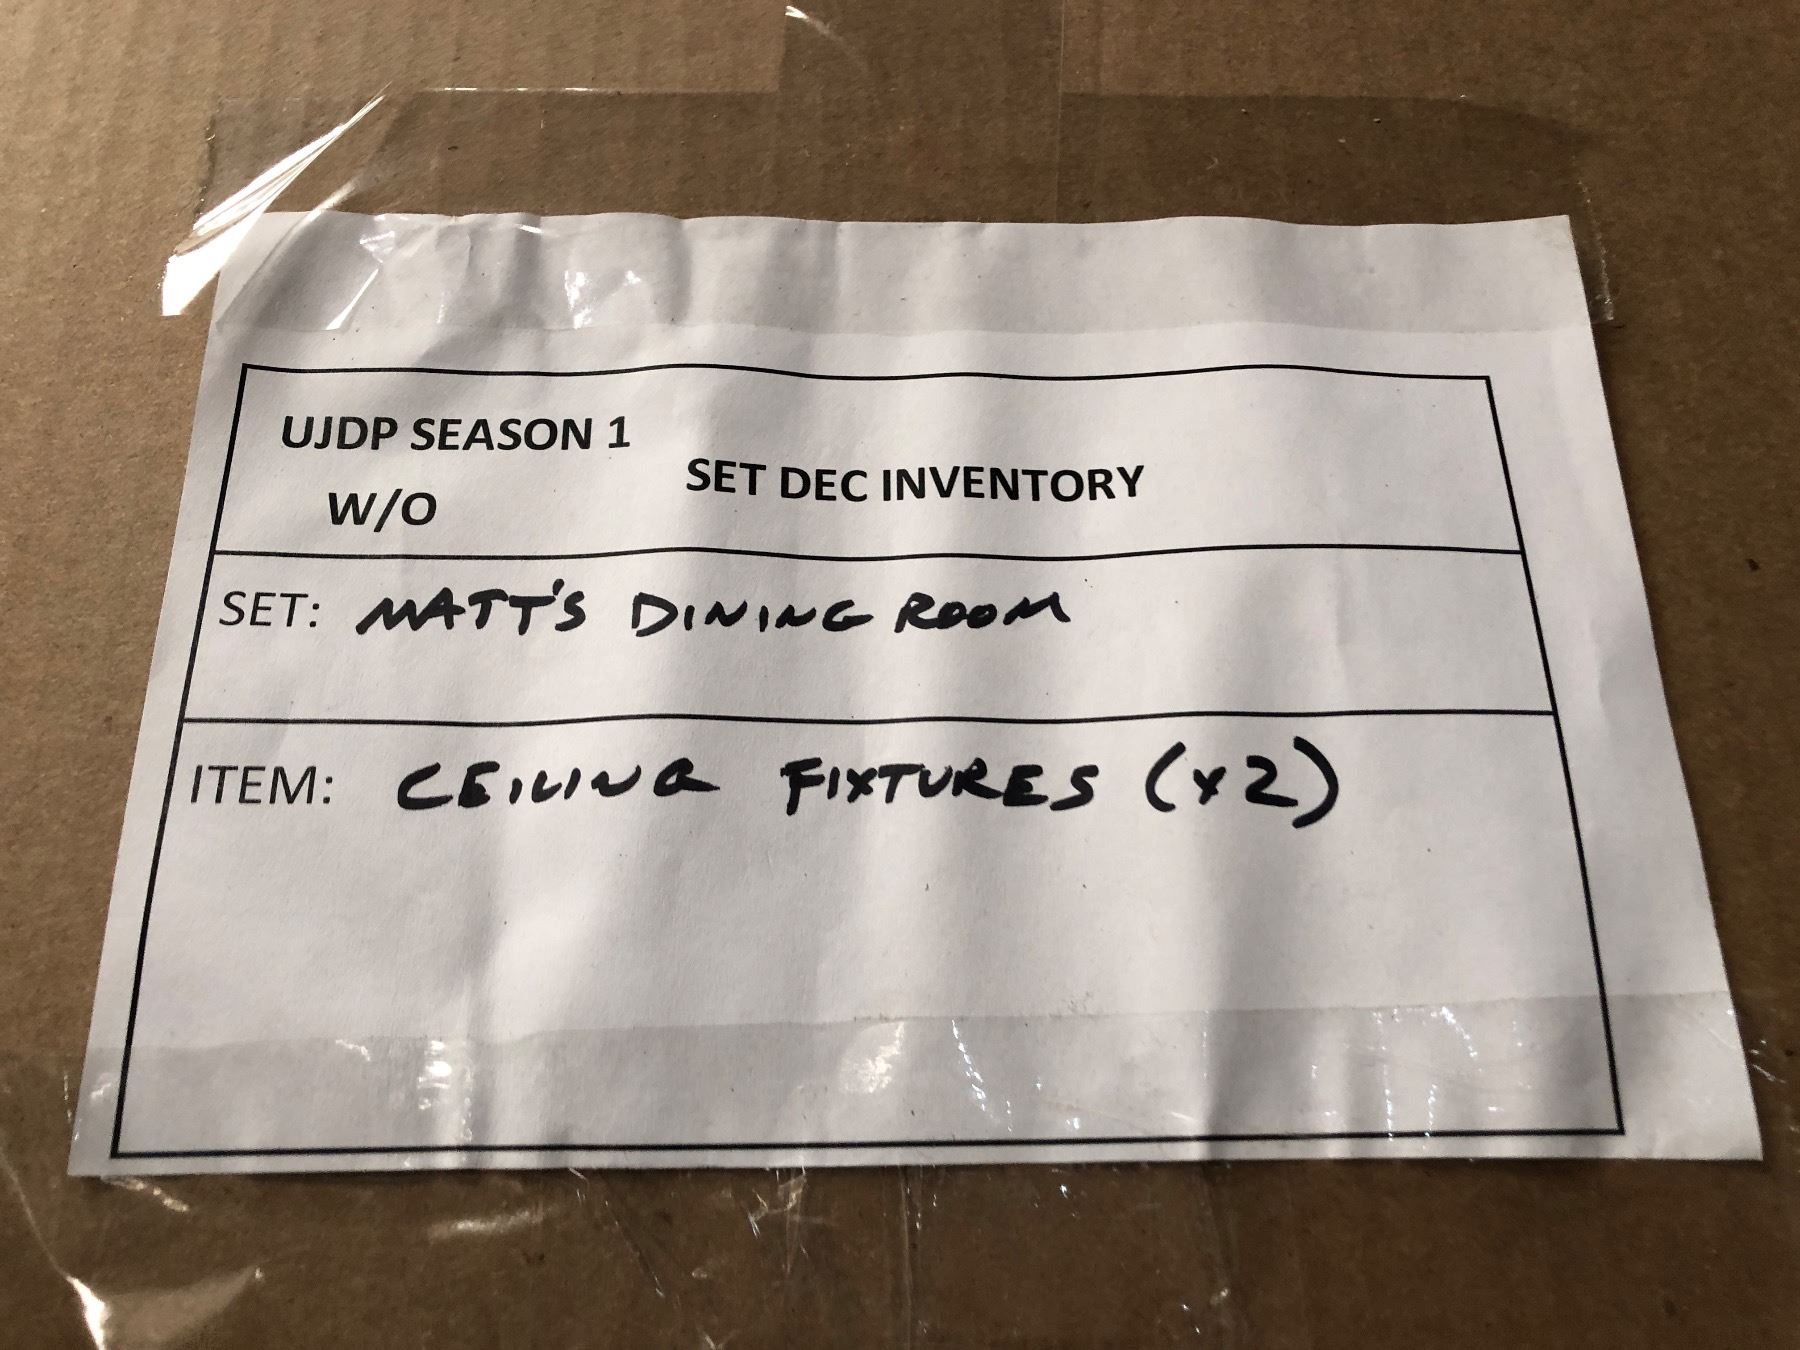 UJDP SEASON 1
SET DEC INVENTORY
W/O
SET: MATT'S DINING ROOM
ITEM: CEILING FIXTURES (x2)